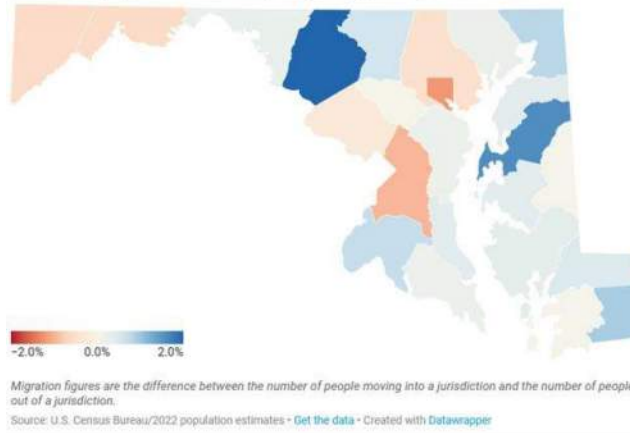 −2.0% 0.0% 2.0%
Migration figures are the difference between the number of people moving into a jurisdiction and the number of people
out of a jurisdiction.
Source: U.S. Census Bureau/2022 population estimates • Get the data • Created with Datawrapper